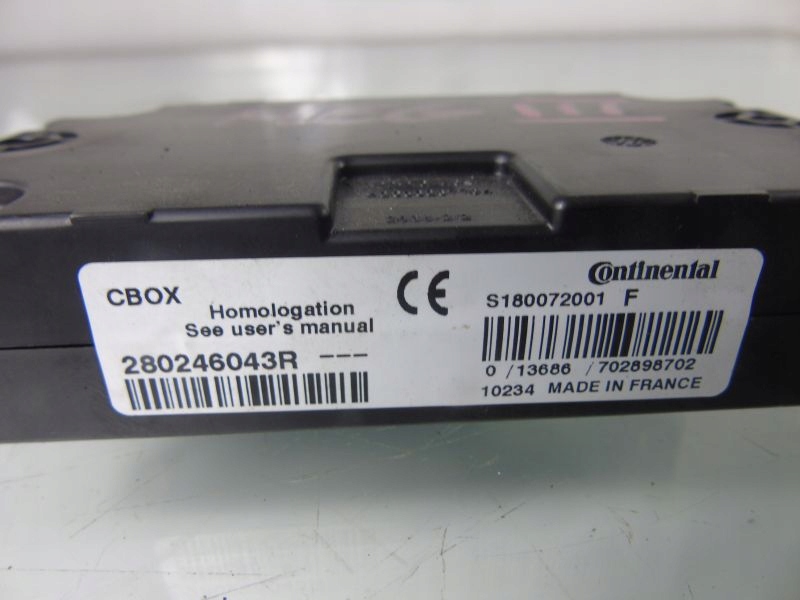 CBOX
Homologation
See user's manual
280246043R ---
CE
Continental
S180072001 F
0 /13686 /702898702
10234 MADE IN FRANCE